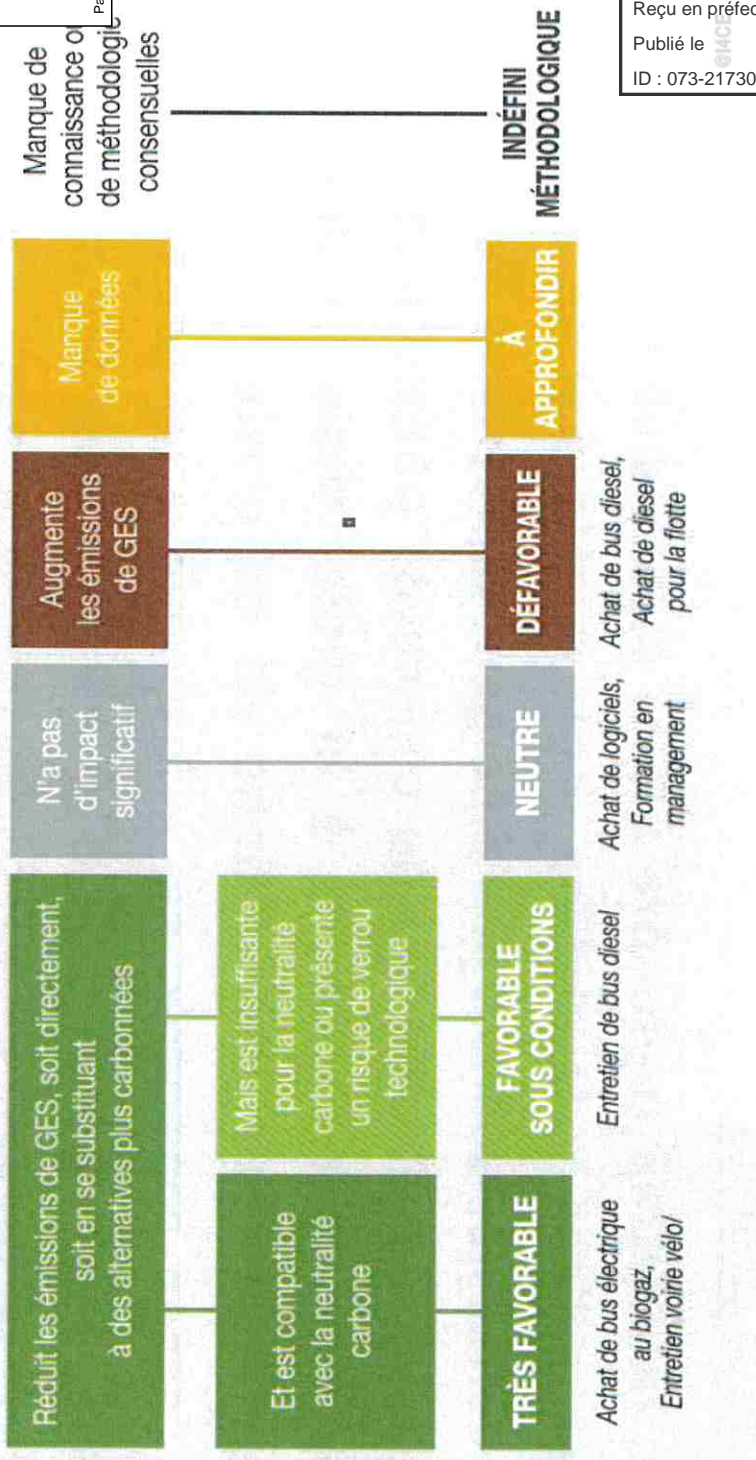 Réduit les émissions de GES, soit directement,
soit en se substituant
à des alternatives plus carbonnées
N'a pas
d'impact
significatif
Augmente
les émissions
de GES
Manque
de données
Manque de
connaissance ou
de méthodologie
consensuelles
Et est compatible
avec la neutralité
carbone
Mais est insuffisante
pour la neutralité
carbone ou présente
un risque de verrou
technologique
TRÈS FAVORABLE
FAVORABLE
SOUS CONDITIONS
NEUTRE
DÉFAVORABLE
À
APPROFONDIR
INDÉFINI
MÉTHODOLOGIQUE
Achat de bus électrique
au biogaz,
Entretien voirie vélo/
Entretien de bus diesel
Achat de logiciels,
Formation en
management
Achat de bus diesel,
Achat de diesel
pour la flotte
@I4CE
Reçu en préfec
Publié le
ID : 073-21730